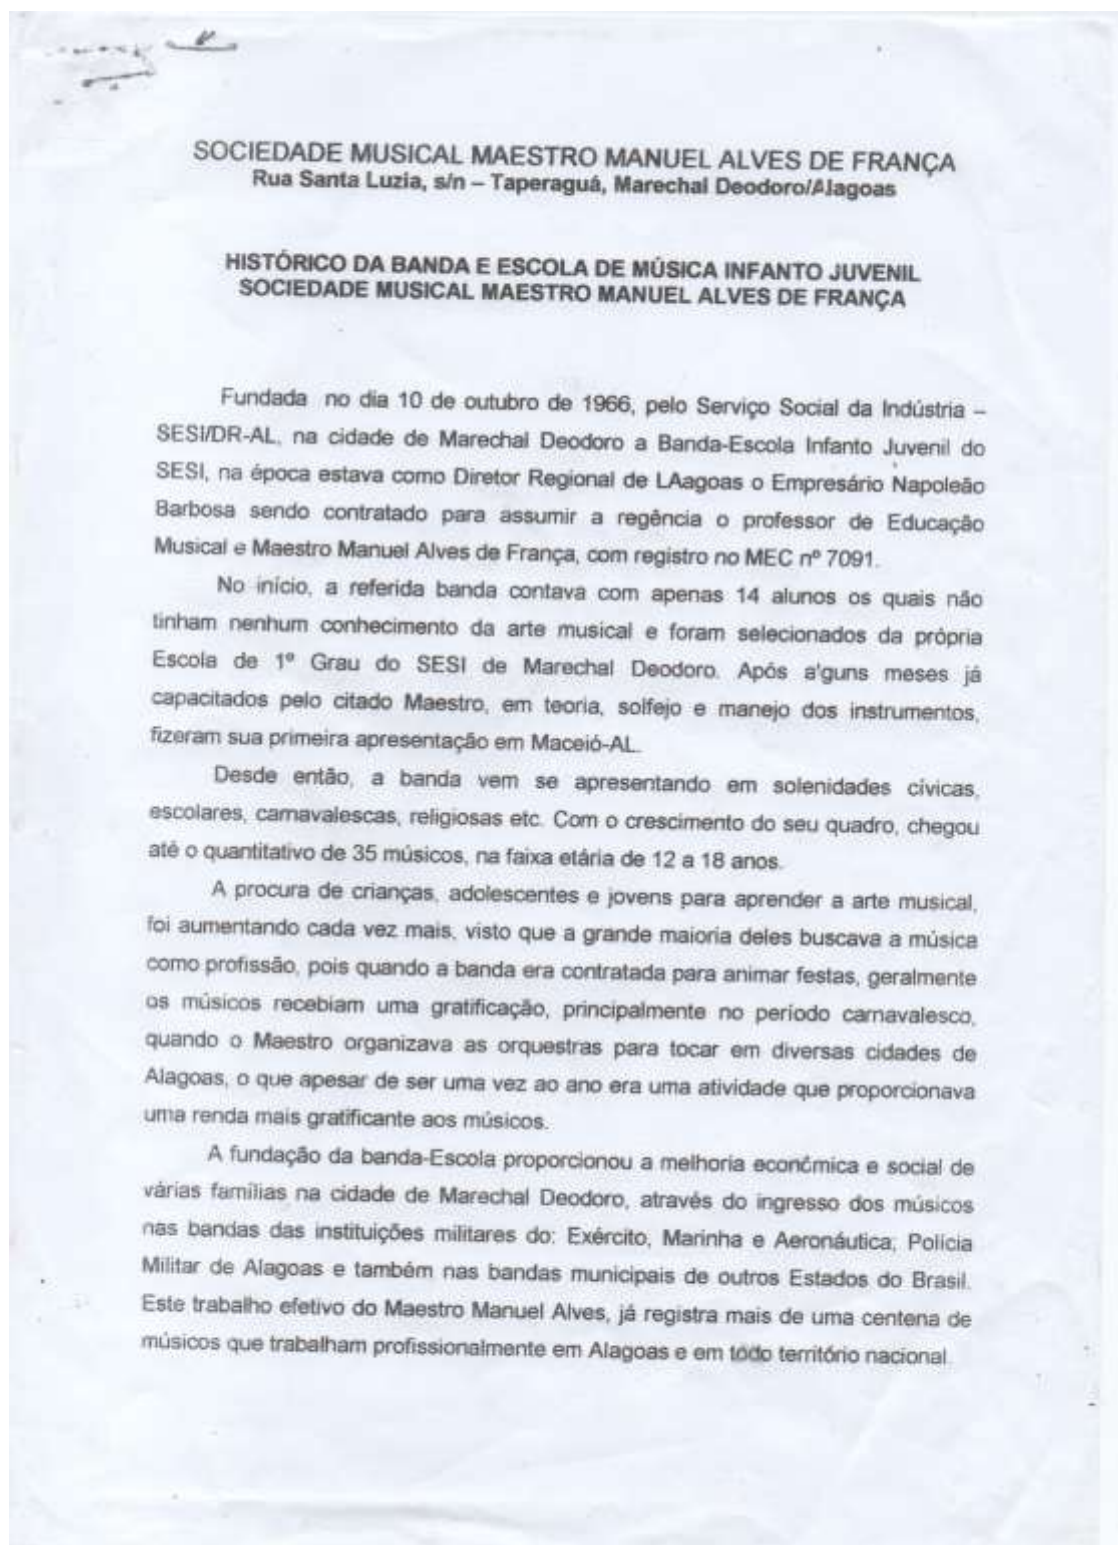 SOCIEDADE MUSICAL MAESTRO MANUEL ALVES DE FRANÇA
Rua Santa Luzia, s/n – Taperaguá, Marechal Deodoro/Alagoas
HISTÓRICO DA BANDA E ESCOLA DE MÚSICA INFANTO JUVENIL
SOCIEDADE MUSICAL MAESTRO MANUEL ALVES DE FRANÇA
Fundada no dia 10 de outubro de 1966, pelo Serviço Social da Indústria –
SESI/DR-AL, na cidade de Marechal Deodoro a Banda-Escola Infanto Juvenil do
SESI, na época estava como Diretor Regional de LAagoas o Empresário Napoleão
Barbosa sendo contratado para assumir a regência o professor de Educação
Musical e Maestro Manuel Alves de França, com registro no MEC nº 7091.
No início, a referida banda contava com apenas 14 alunos os quais não
tinham nenhum conhecimento da arte musical e foram selecionados da própria
Escola de 1º Grau do SESI de Marechal Deodoro. Após a'guns meses já
capacitados pelo citado Maestro, em teoria, solfejo e manejo dos instrumentos,
fizeram sua primeira apresentação em Maceió-AL.
Desde então, a banda vem se apresentando em solenidades cívicas,
escolares, carnavalescas, religiosas etc. Com o crescimento do seu quadro, chegou
até o quantitativo de 35 músicos, na faixa etária de 12 a 18 anos.
A procura de crianças, adolescentes e jovens para aprender a arte musical,
foi aumentando cada vez mais, visto que a grande maioria deles buscava a música
como profissão, pois quando a banda era contratada para animar festas, geralmente
os músicos recebiam uma gratificação, principalmente no período carnavalesco,
quando o Maestro organizava as orquestras para tocar em diversas cidades de
Alagoas, o que apesar de ser uma vez ao ano era uma atividade que proporcionava
uma renda mais gratificante aos músicos.
A fundação da banda-Escola proporcionou a melhoria econômica e social de
várias famílias na cidade de Marechal Deodoro, através do ingresso dos músicos
nas bandas das instituições militares do: Exército, Marinha e Aeronáutica; Polícia
Militar de Alagoas e também nas bandas municipais de outros Estados do Brasil.
Este trabalho efetivo do Maestro Manuel Alves, já registra mais de uma centena de
músicos que trabalham profissionalmente em Alagoas e em todo território nacional.